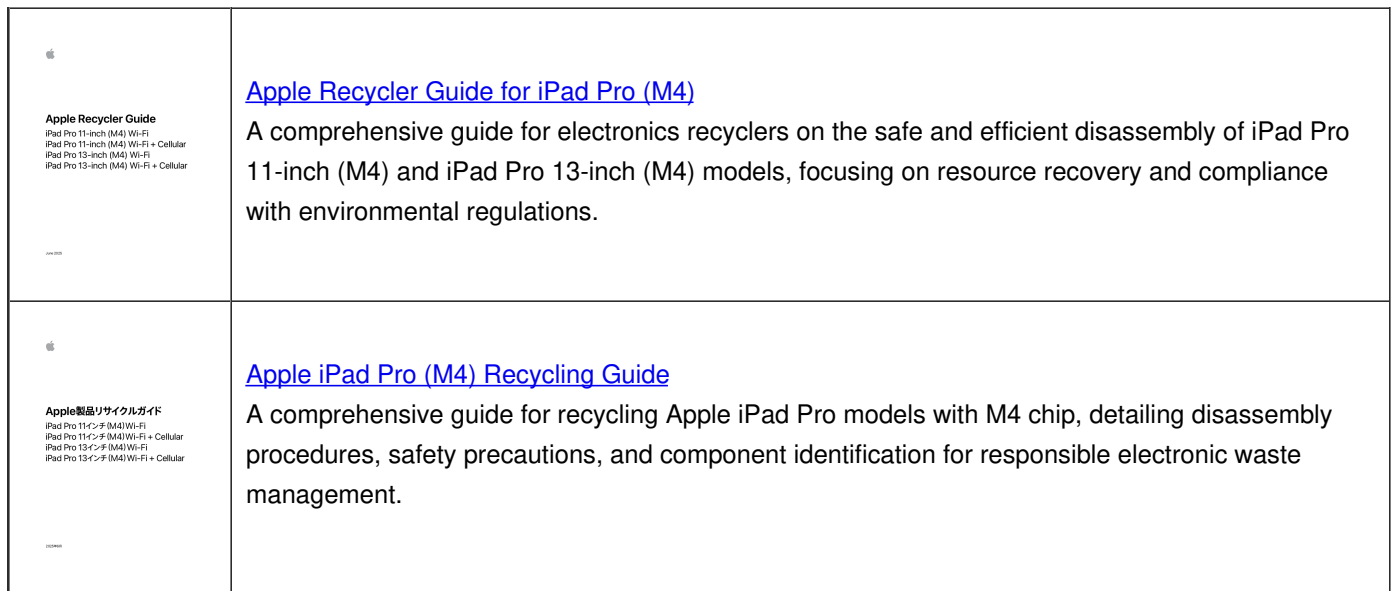 Apple Recycler Guide
iPad Pro 11-inch (M4) Wi-Fi
iPad Pro 11-inch (M4) Wi-Fi + Cellular
iPad Pro 13-inch (M4) Wi-Fi
iPad Pro 13-inch (M4) Wi-Fi + Cellular
June 2025
Apple Recycler Guide for iPad Pro (M4)
A comprehensive guide for electronics recyclers on the safe and efficient disassembly of iPad Pro
11-inch (M4) and iPad Pro 13-inch (M4) models, focusing on resource recovery and compliance
with environmental regulations.
Apple製品リサイクルガイド
iPad Pro 11インチ(M4)Wi-Fi
iPad Pro 11インチ(M4)Wi-Fi + Cellular
iPad Pro 13インチ(M4)Wi-Fi
iPad Pro 13インチ(M4)Wi-Fi + Cellular
Apple iPad Pro (M4) Recycling Guide
A comprehensive guide for recycling Apple iPad Pro models with M4 chip, detailing disassembly
procedures, safety precautions, and component identification for responsible electronic waste
management.